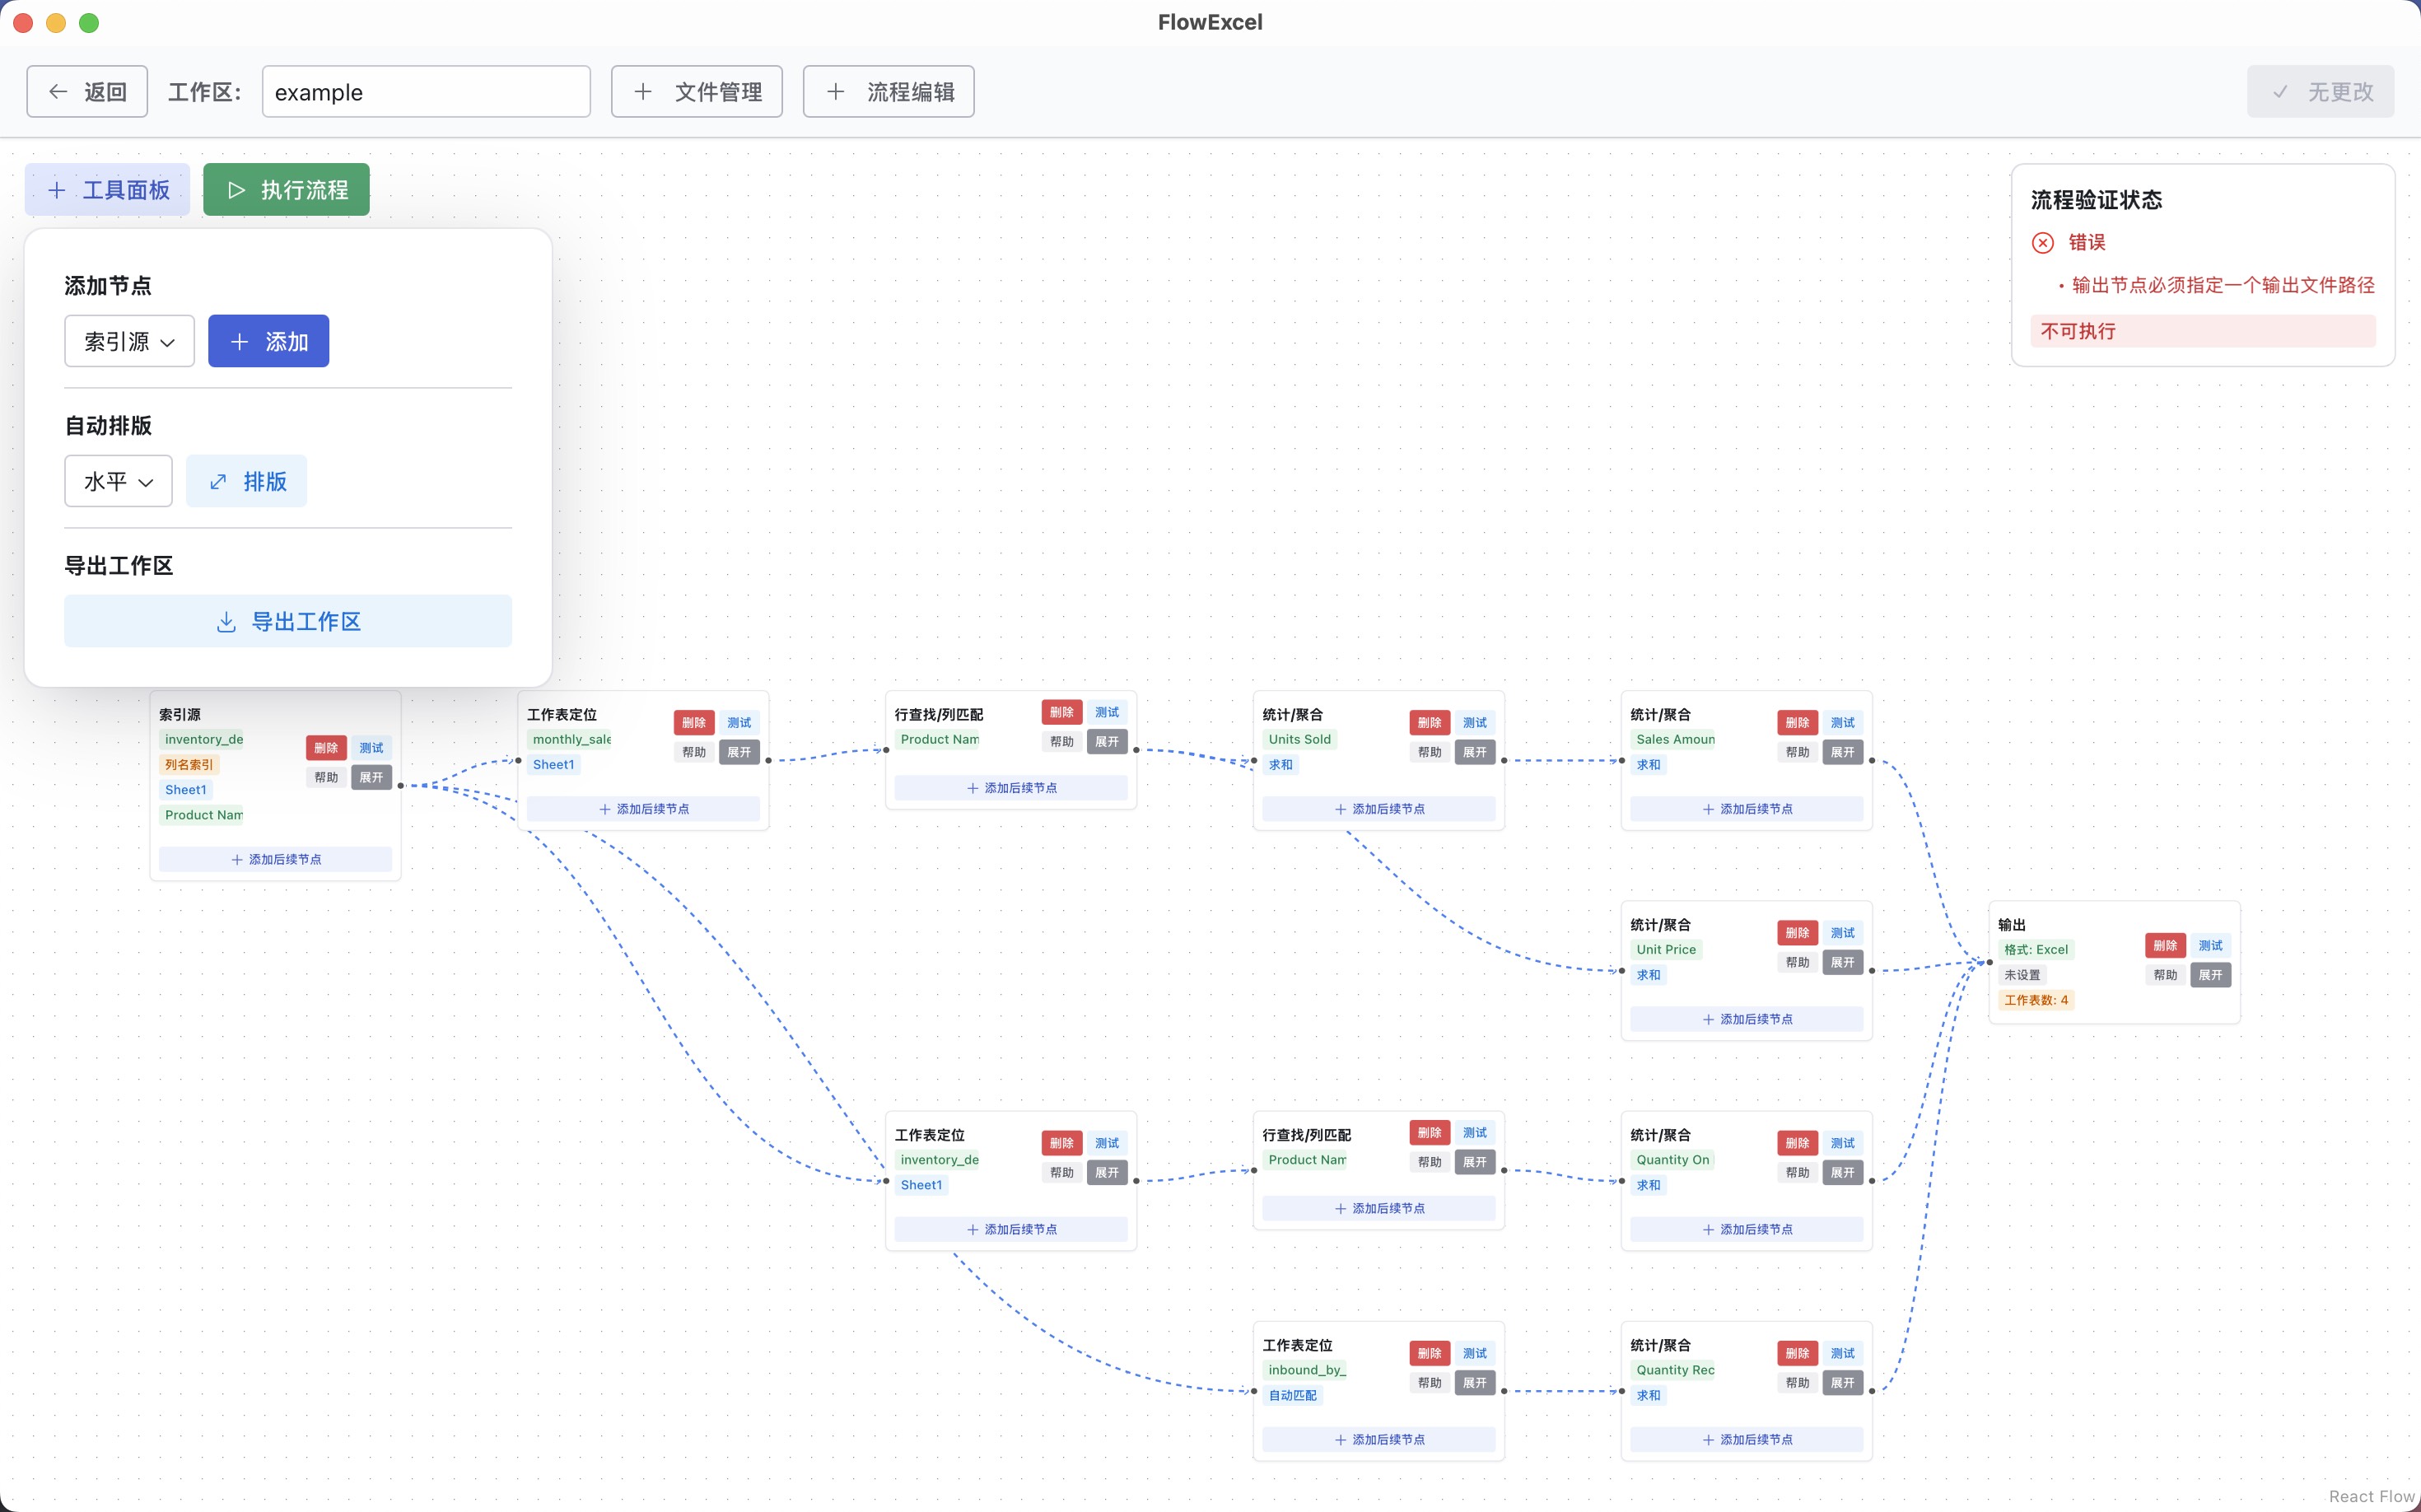 FlowExcel
返回
工作区:
example
文件管理
流程编辑
无更改
工具面板
执行流程
添加节点
索引源
添加
自动排版
水平
排版
导出工作区
导出工作区
流程验证状态
错误
• 输出节点必须指定一个输出文件路径
不可执行
索引源
inventory_de
列名索引
Sheet1
Product Nam
删除 测试
帮助 展开
添加后续节点
工作表定位
monthly_sale
Sheet1
删除 测试
帮助 展开
添加后续节点
行查找/列匹配
Product Nam
删除 测试
帮助 展开
添加后续节点
统计/聚合
Units Sold
求和
删除 测试
帮助 展开
添加后续节点
统计/聚合
Sales Amoun
求和
删除 测试
帮助 展开
添加后续节点
统计/聚合
Unit Price
求和
删除 测试
帮助 展开
添加后续节点
输出
格式: Excel
未设置
工作表数: 4
删除 测试
帮助 展开
工作表定位
inventory_de
Sheet1
删除 测试
帮助 展开
添加后续节点
行查找/列匹配
Product Nam
删除 测试
帮助 展开
添加后续节点
统计/聚合
Quantity On
求和
删除 测试
帮助 展开
添加后续节点
工作表定位
inbound_by_
自动匹配
删除 测试
帮助 展开
添加后续节点
统计/聚合
Quantity Rec
求和
删除 测试
帮助 展开
添加后续节点
React Flow